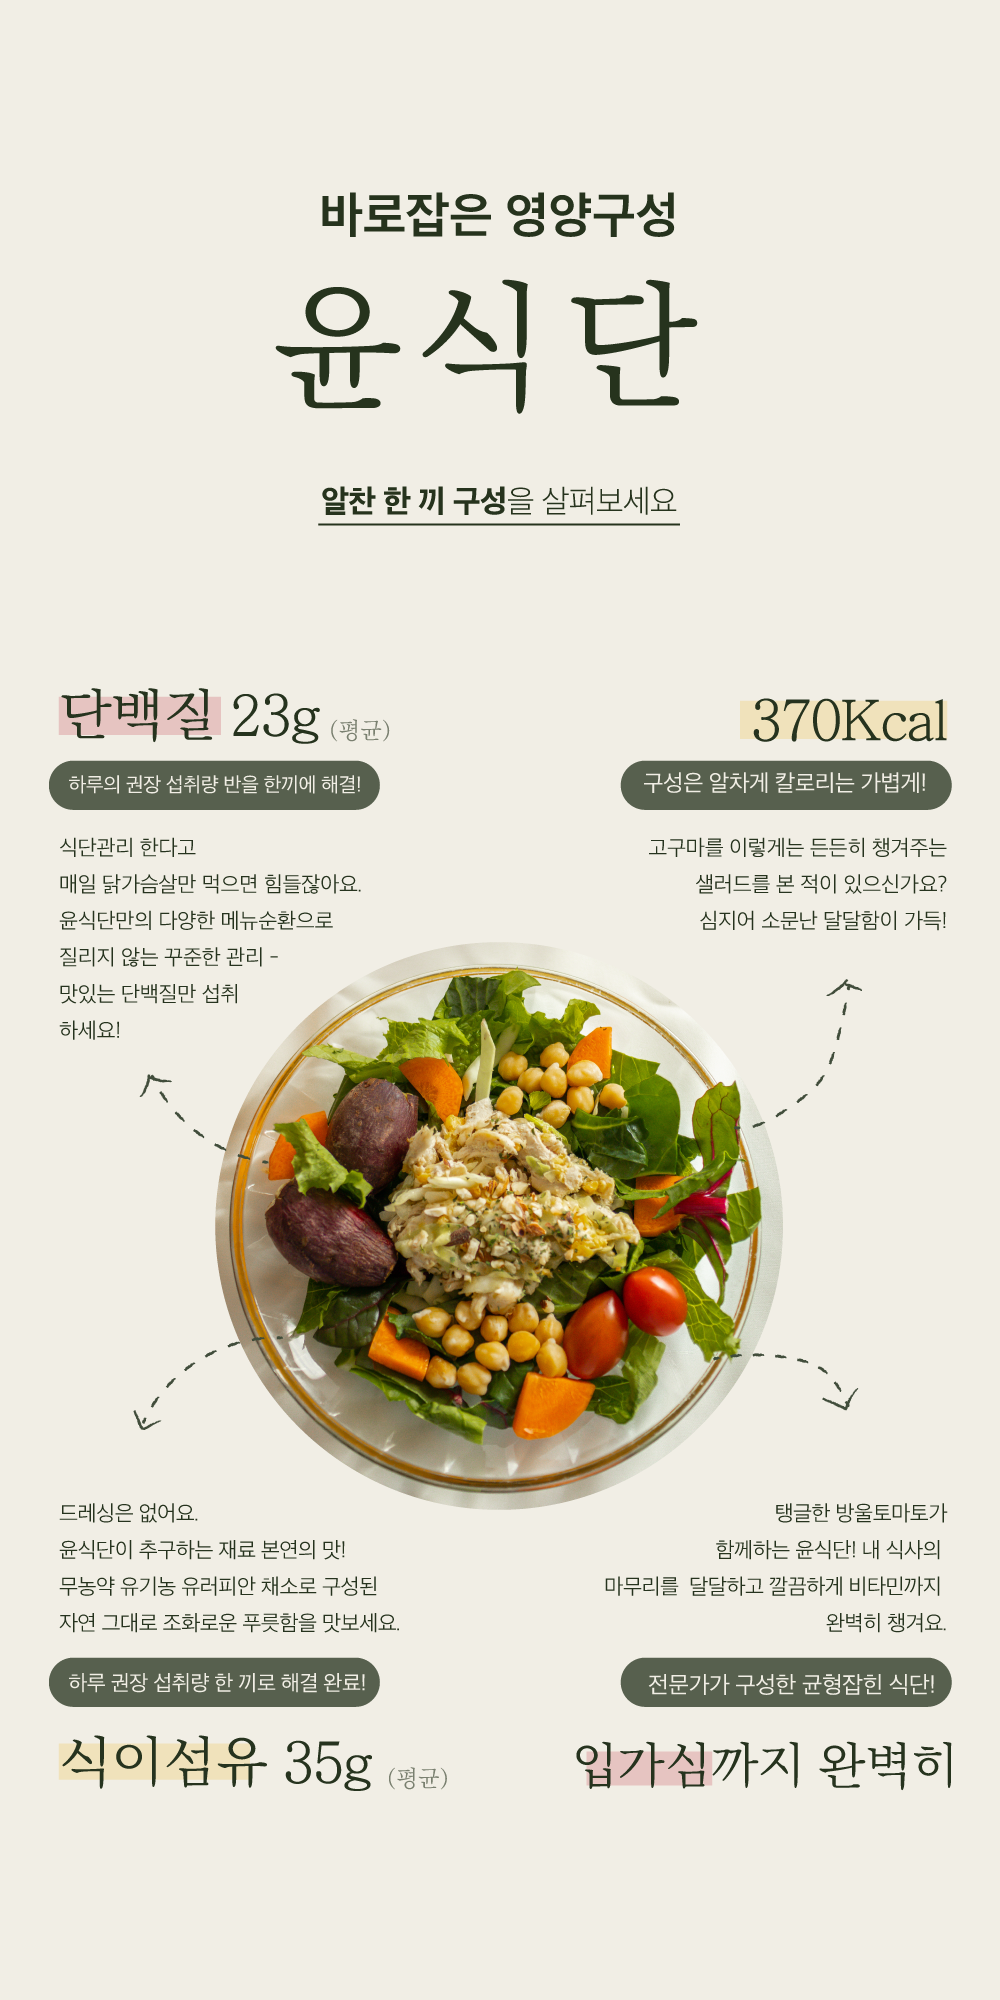 바로잡은 영양구성
윤식단
알찬 한 끼 구성을 살펴보세요
단백질 23g (평균)
하루의 권장 섭취량 반을 한끼에 해결!
식단관리 한다고
매일 닭가슴살만 먹으면 힘들잖아요.
윤식단만의 다양한 메뉴순환으로
질리지 않는 꾸준한 관리 -
맛있는 단백질만 섭취
하세요!
370Kcal
구성은 알차게 칼로리는 가볍게!
고구마를 이렇게는 든든히 챙겨주는
샐러드를 본 적이 있으신가요?
심지어 소문난 달달함이 가득!
드레싱은 없어요.
윤식단이 추구하는 재료 본연의 맛!
무농약 유기농 유러피안 채소로 구성된
자연 그대로 조화로운 푸릇함을 맛보세요.
하루 권장 섭취량 한 끼로 해결 완료!
식이섬유 35g (평균)
탱글한 방울토마토가
함께하는 윤식단! 내 식사의
마무리를 달달하고 깔끔하게 비타민까지
완벽히 챙겨요.
전문가가 구성한 균형잡힌 식단!
입가심까지 완벽히